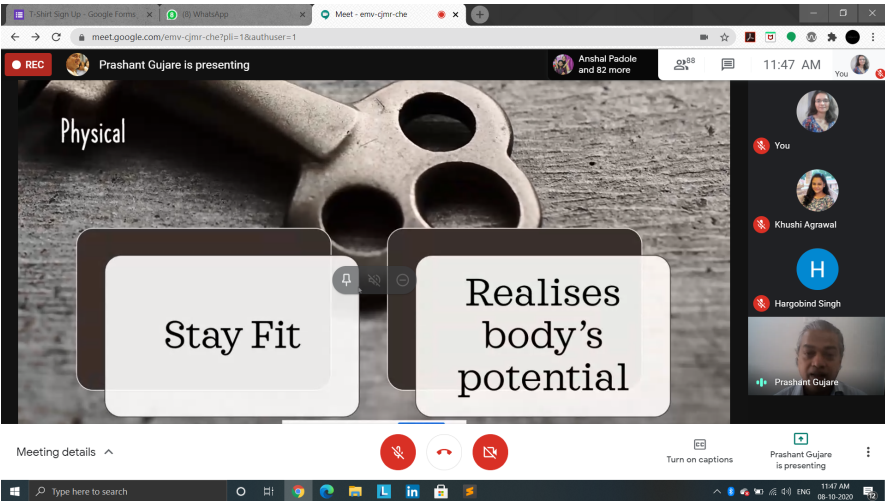 T-Shirt Sign Up - Google Forms
(8) WhatsApp
Meet - emv-cjmr-che
meet.google.com/emv-cjmr-che?pli=1&authuser=1
REC
Prashant Gujare is presenting
Anshal Padole
and 82 more
88
11:47 AM
You
Physical
Stay Fit
Realises
body's
potential
You
Khushi Agrawal
H
Hargobind Singh
Prashant Gujare
Meeting details
Turn on captions
Prashant Gujare
is presenting
Type here to search
L
in
S
ENG
11:47 AM
08-10-2020
12